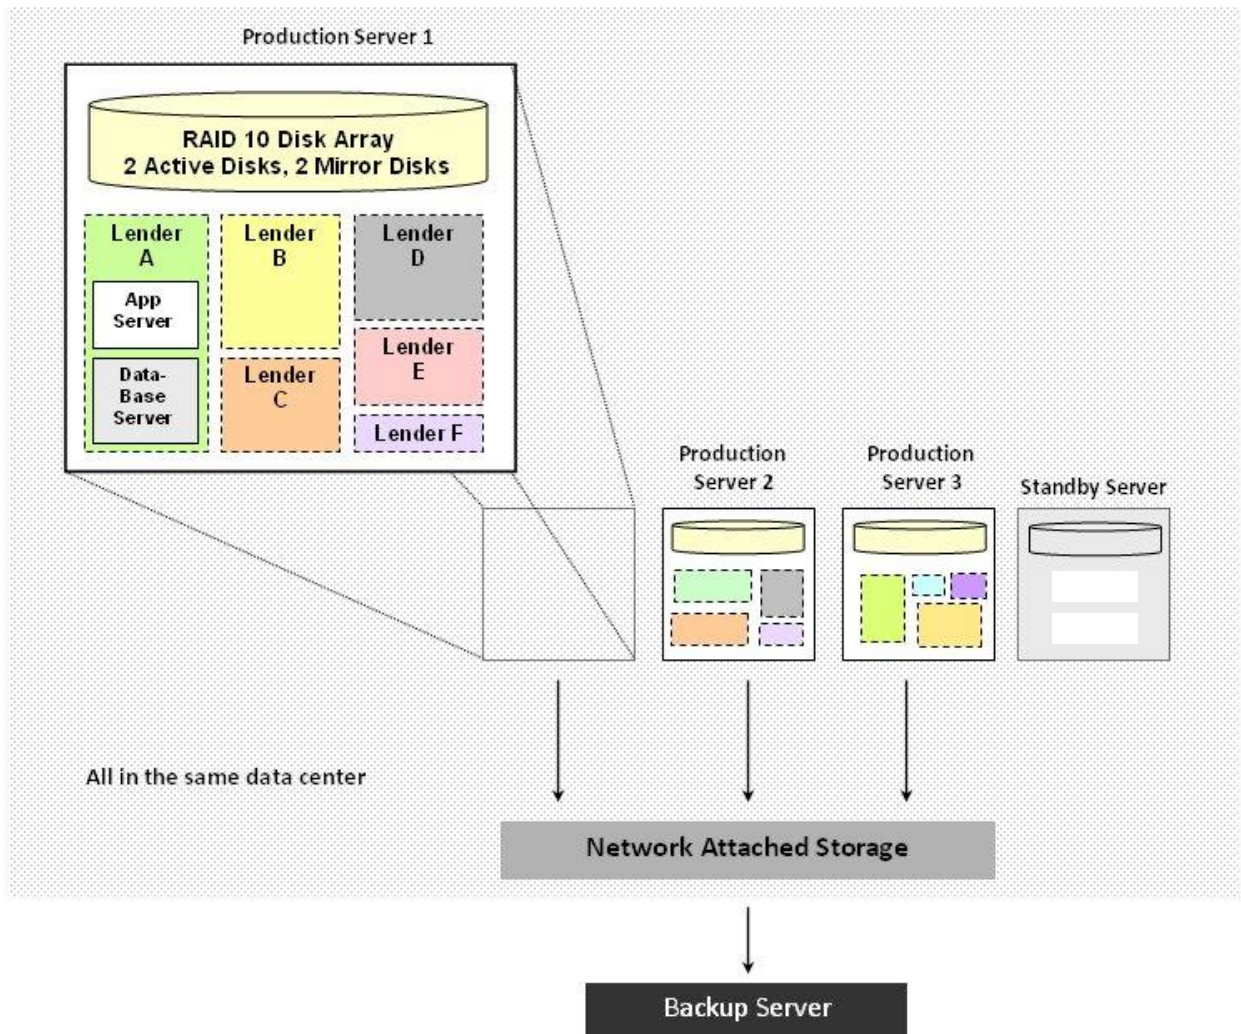 Production Server 1
RAID 10 Disk Array
2 Active Disks, 2 Mirror Disks
Lender
A
App
Server
Data-
Base
Server
Lender
B
Lender
C
Lender
D
Lender
E
Lender F
Production
Server 2
Production
Server 3
Standby Server
All in the same data center
Network Attached Storage
Backup Server